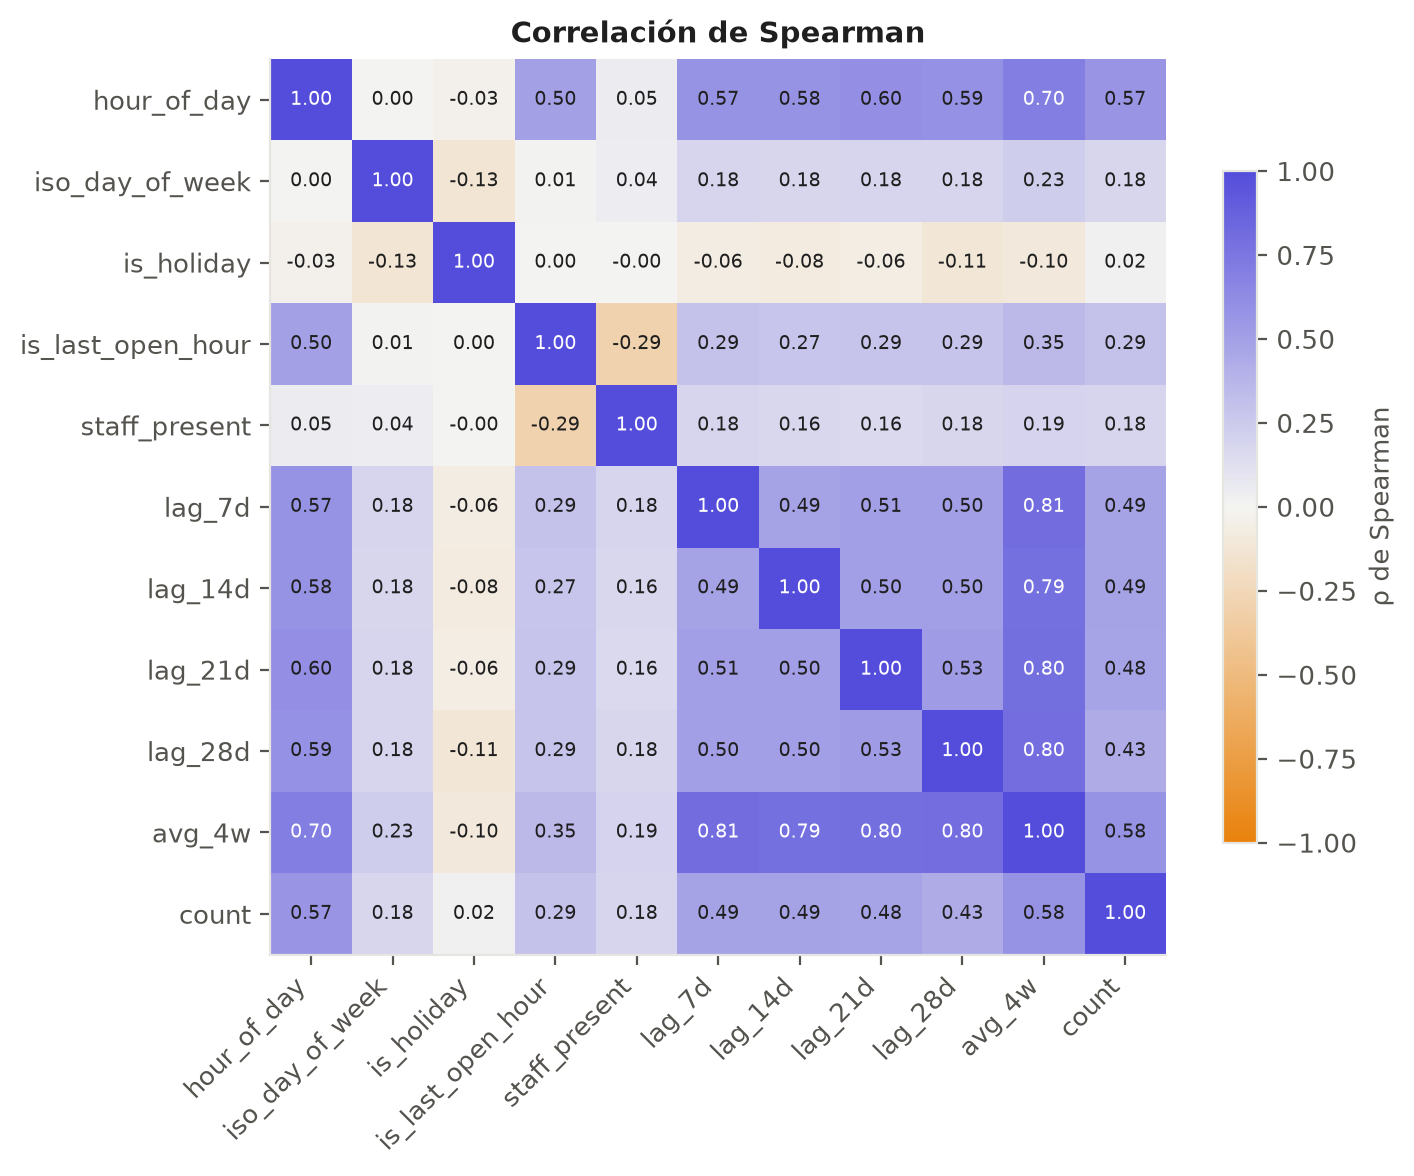 Correlación de Spearman
hour_of_day 1.00 0.00 -0.03 0.50 0.05 0.57 0.58 0.60 0.59 0.70 0.57
iso_day_of_week 0.00 1.00 -0.13 0.01 0.04 0.18 0.18 0.18 0.18 0.23 0.18
is_holiday -0.03 -0.13 1.00 0.00 -0.00 -0.06 -0.08 -0.06 -0.11 -0.10 0.02
is_last_open_hour 0.50 0.01 0.00 1.00 -0.29 0.29 0.27 0.29 0.29 0.35 0.29
staff_present 0.05 0.04 -0.00 -0.29 1.00 0.18 0.16 0.16 0.18 0.19 0.18
lag_7d 0.57 0.18 -0.06 0.29 0.18 1.00 0.49 0.51 0.50 0.81 0.49
lag_14d 0.58 0.18 -0.08 0.27 0.16 0.49 1.00 0.50 0.50 0.79 0.49
lag_21d 0.60 0.18 -0.06 0.29 0.16 0.51 0.50 1.00 0.53 0.80 0.48
lag_28d 0.59 0.18 -0.11 0.29 0.18 0.50 0.50 0.53 1.00 0.80 0.43
avg_4w 0.70 0.23 -0.10 0.35 0.19 0.81 0.79 0.80 0.80 1.00 0.58
count 0.57 0.18 0.02 0.29 0.18 0.49 0.49 0.48 0.43 0.58 1.00
hour_of_day
iso_day_of_week
is_holiday
is_last_open_hour
staff_present
lag_7d
lag_14d
lag_21d
lag_28d
avg_4w
count
1.00
0.75
0.50
0.25
0.00
−0.25
−0.50
−0.75
−1.00
ρ de Spearman